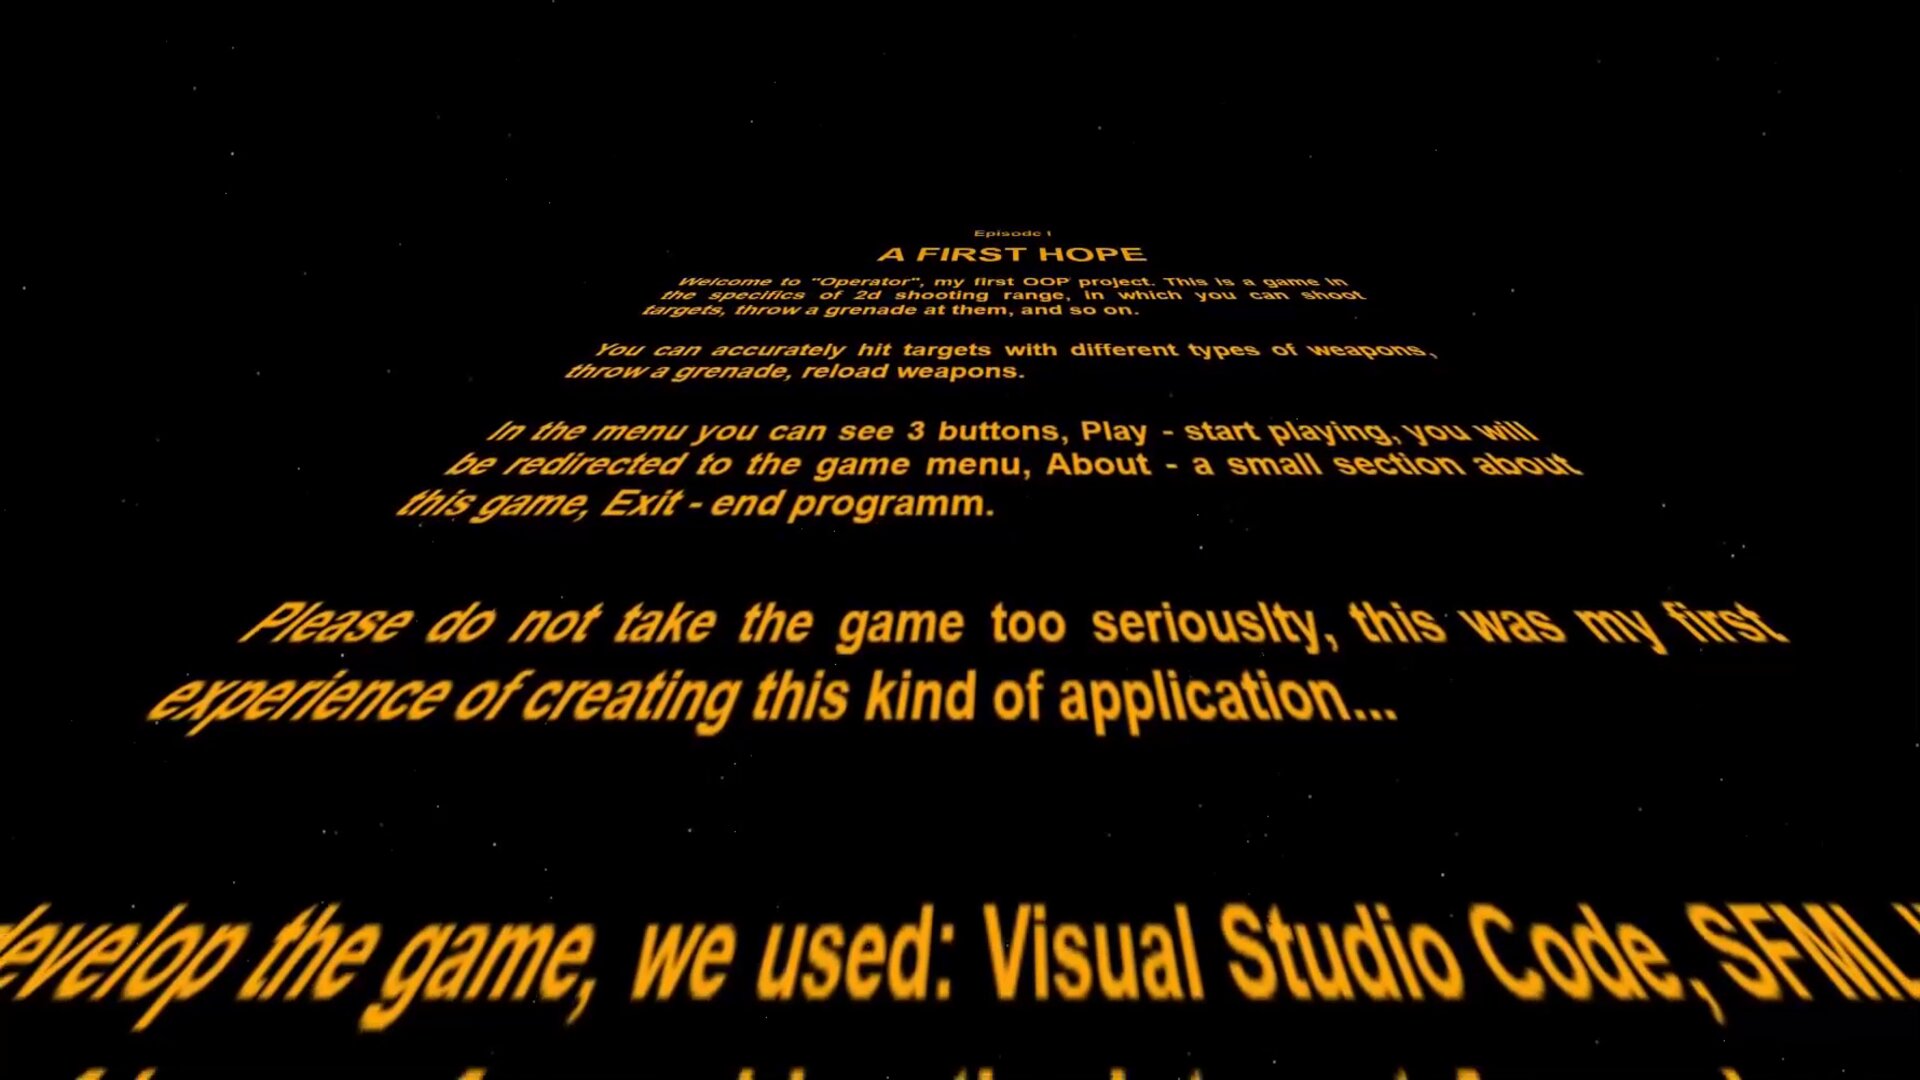 Episode I
A FIRST HOPE
Welcome to "Operator", my first OOP project. This is a game in
the specifics of 2d shooting range, in which you can shoot
targets, throw a grenade at them, and so on.
You can accurately hit targets with different types of weapons,
throw a grenade, reload weapons.
In the menu you can see 3 buttons, Play - start playing, you will
be redirected to the game menu, About - a small section about
this game, Exit - end programm.
Please do not take the game too seriouslty, this was my first
experience of creating this kind of application...
develop the game, we used: Visual Studio Code, SFML